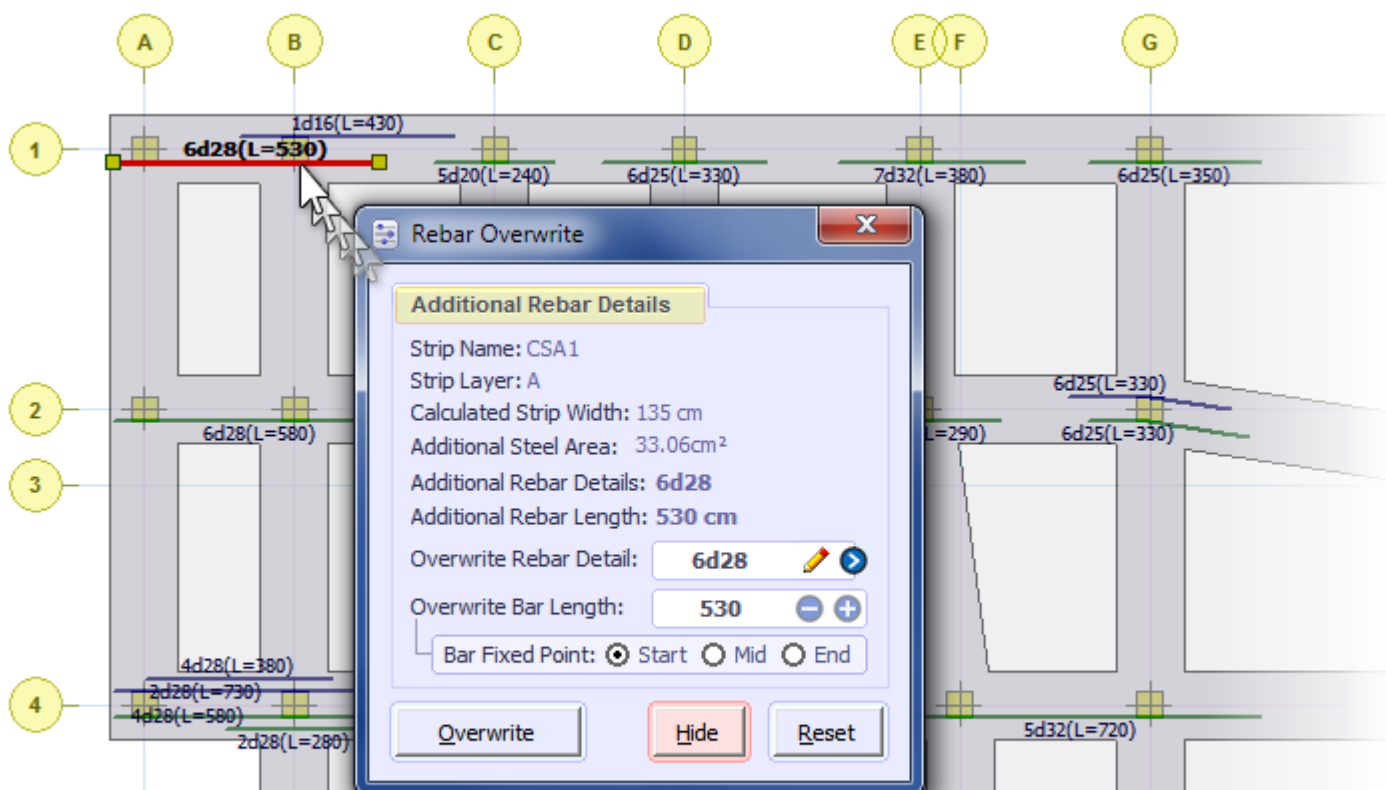 A B C D E F G
1d16(L=430)
1 6d28(L=530)
5d20(L=240) 6d25(L=330) 7d32(L=380) 6d25(L=350)
Rebar Overwrite
Additional Rebar Details
Strip Name: CSA1
Strip Layer: A
Calculated Strip Width: 135 cm
Additional Steel Area: 33.06cm²
Additional Rebar Details: 6d28
Additional Rebar Length: 530 cm
Overwrite Rebar Detail: 6d28
Overwrite Bar Length: 530
Bar Fixed Point: Start Mid End
Overwrite Hide Reset
6d25(L=330)
2
6d28(L=580) L=290) 6d25(L=330)
3
4d28(L=380)
2d28(L=730)
4
4d28(L=580)
2d28(L=280) 5d32(L=720)